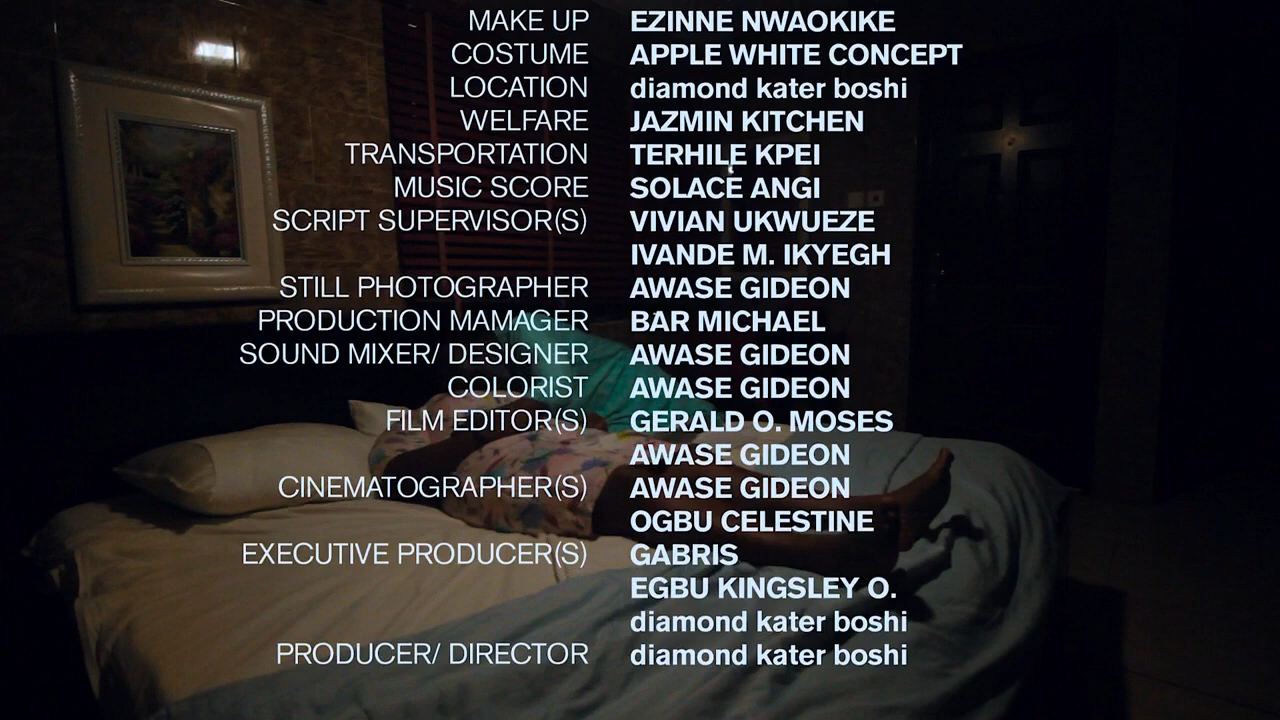 MAKE UP EZINNE NWAOKIKE
COSTUME APPLE WHITE CONCEPT
LOCATION diamond kater boshi
WELFARE JAZMIN KITCHEN
TRANSPORTATION TERHILE KPEI
MUSIC SCORE SOLACE ANGI
SCRIPT SUPERVISOR(S) VIVIAN UKWUEZE
IVANDE M. IKYEGH
STILL PHOTOGRAPHER AWASE GIDEON
PRODUCTION MAMAGER BAR MICHAEL
SOUND MIXER/ DESIGNER AWASE GIDEON
COLORIST AWASE GIDEON
FILM EDITOR(S) GERALD O. MOSES
AWASE GIDEON
CINEMATOGRAPHER(S) AWASE GIDEON
OGBU CELESTINE
EXECUTIVE PRODUCER(S) GABRIS
EGBU KINGSLEY O.
diamond kater boshi
PRODUCER/ DIRECTOR diamond kater boshi